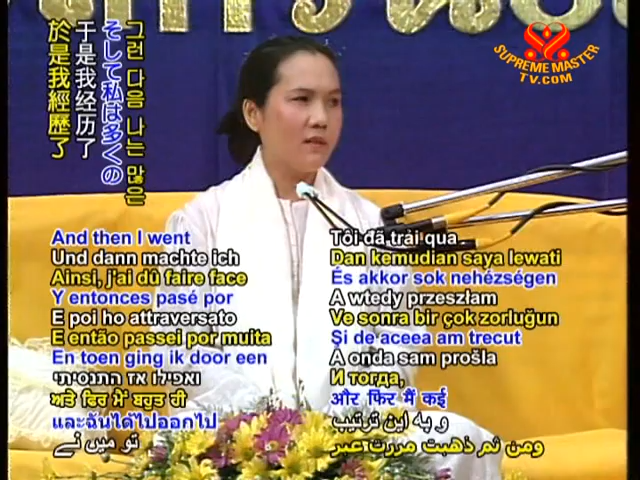 SUPREME MASTER
TV.COM
於是我經歷了
于是我经历了
そして私は多くの
그런 다음 나는 많은
And then I went
Und dann machte ich
Ainsi, j'ai dû faire face
Y entonces pasé por
E poi ho attraversato
E então passei por muita
En toen ging ik door een
ואפילו אז התנסיתי
ਅਤੇ ਫਿਰ ਮੈਂ ਬਹੁਤ ਹੀ
และฉันได้ไปออกไป
تو میں نے
Tôi đã trải qua
Dan kemudian saya lewati
És akkor sok nehézségen
A wtedy przeszłam
Ve sonra bir çok zorluğun
Şi de aceea am trecut
A onda sam prošla
И тогда,
और फिर मैं कई
و به این ترتیب
ومن ثم ذهبت مررت عبر